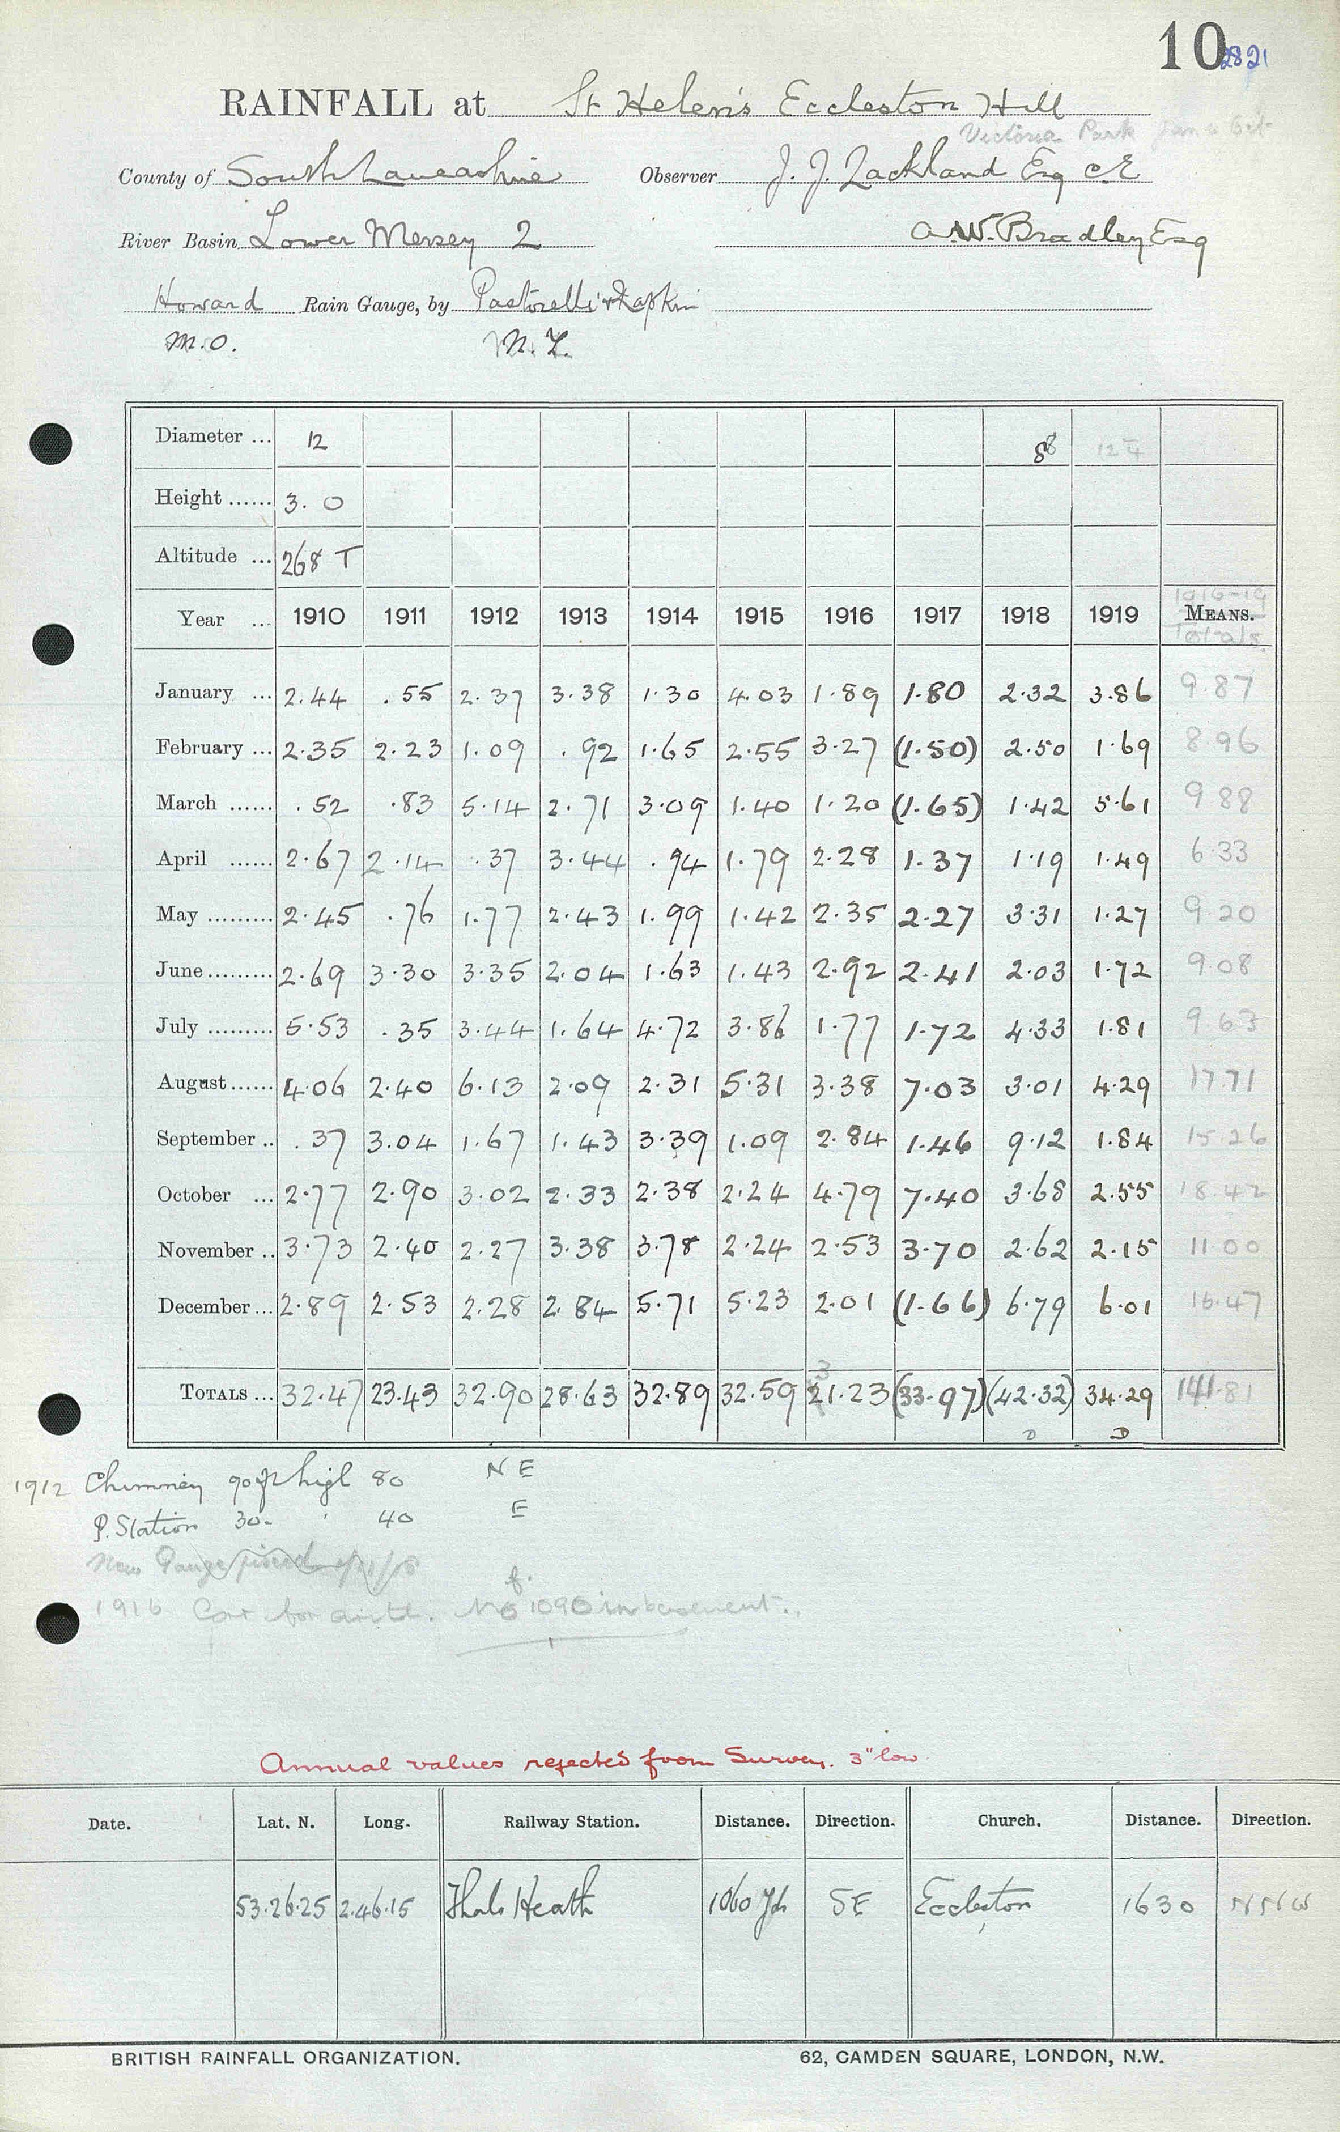 10 2821
RAINFALL at St Helen's Eccleston Hill
Victoria Park
County of South Lancashire Observer J. J. Lackland Esq C.E
River Basin Lower Mersey 2 A.W. Bradley Esq
Howard Rain Gauge, by Pastorelli & Rapkin
M.O. N. Z.
Diameter ... 12 8 12
Height ...... 3. 0
Altitude ... 268 T
1916-19
Year ... 1910 1911 1912 1913 1914 1915 1916 1917 1918 1919 MEANS.
Totals.
January ... 2.44 .55 2.37 3.38 1.30 4.03 1.89 1.80 2.32 3.86 9.87
February ... 2.35 2.23 1.09 .92 1.65 2.55 3.27 (1.50) 2.50 1.69 8.96
March ...... .52 .83 5.14 2.71 3.09 1.40 1.20 (1.65) 1.42 5.61 9.88
April ...... 2.67 2.14 .37 3.44 .94 1.79 2.28 1.37 1.19 1.49 6.33
May ......... 2.45 .76 1.77 2.43 1.99 1.42 2.35 2.27 3.31 1.27 9.20
June ......... 2.69 3.30 3.35 2.04 1.63 1.43 2.92 2.41 2.03 1.72 9.08
July ......... 5.53 .35 3.44 1.64 4.72 3.86 1.77 1.72 4.33 1.81 9.63
August ...... 4.06 2.40 6.13 2.09 2.31 5.31 3.38 7.03 3.01 4.29 17.71
September .. .37 3.04 1.67 1.43 3.39 1.09 2.84 1.46 9.12 1.84 15.26
October ... 2.77 2.90 3.02 2.33 2.38 2.24 4.79 7.40 3.68 2.55 18.42
November .. 3.73 2.40 2.27 3.38 3.78 2.24 2.53 3.70 2.62 2.15 11.00
December ... 2.89 2.53 2.28 2.84 5.71 5.23 2.01 (1.66) 6.79 6.01 16.47
3
TOTALS ... 32.47 23.43 32.90 28.63 32.89 32.59 21.23 (33.97) (42.32) 34.29 141.81
D D
1912 Chimney 90 ft high 80 N E
P. Station 30 " 40 E
New Gauge
1916 No 1090 in basement.
Annual values rejected from Survey. 3" low.
Date. Lat. N. Long. Railway Station. Distance. Direction. Church. Distance. Direction.
53.26.25 2.46.15 Heath 1060 Yds SE Eccleston 1630 NNW
BRITISH RAINFALL ORGANIZATION. 62, CAMDEN SQUARE, LONDON, N.W.